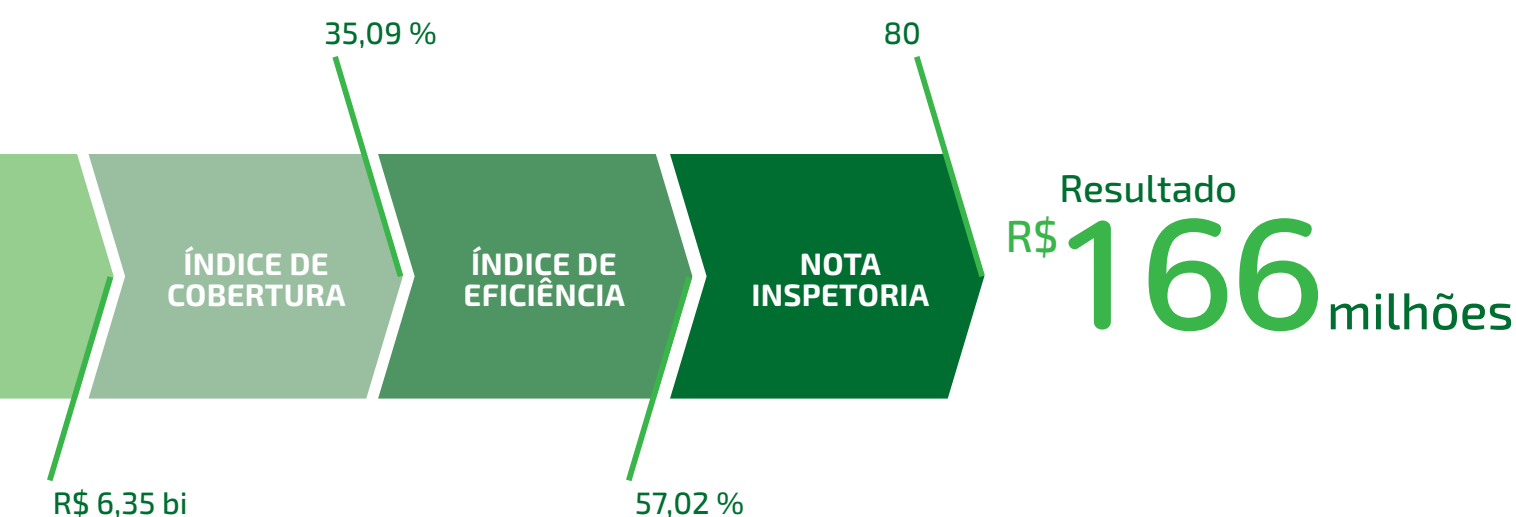 35,09 %
80
ÍNDICE DE
COBERTURA
ÍNDICE DE
EFICIÊNCIA
NOTA
INSPETORIA
Resultado
R$ 166 milhões
R$ 6,35 bi
57,02 %